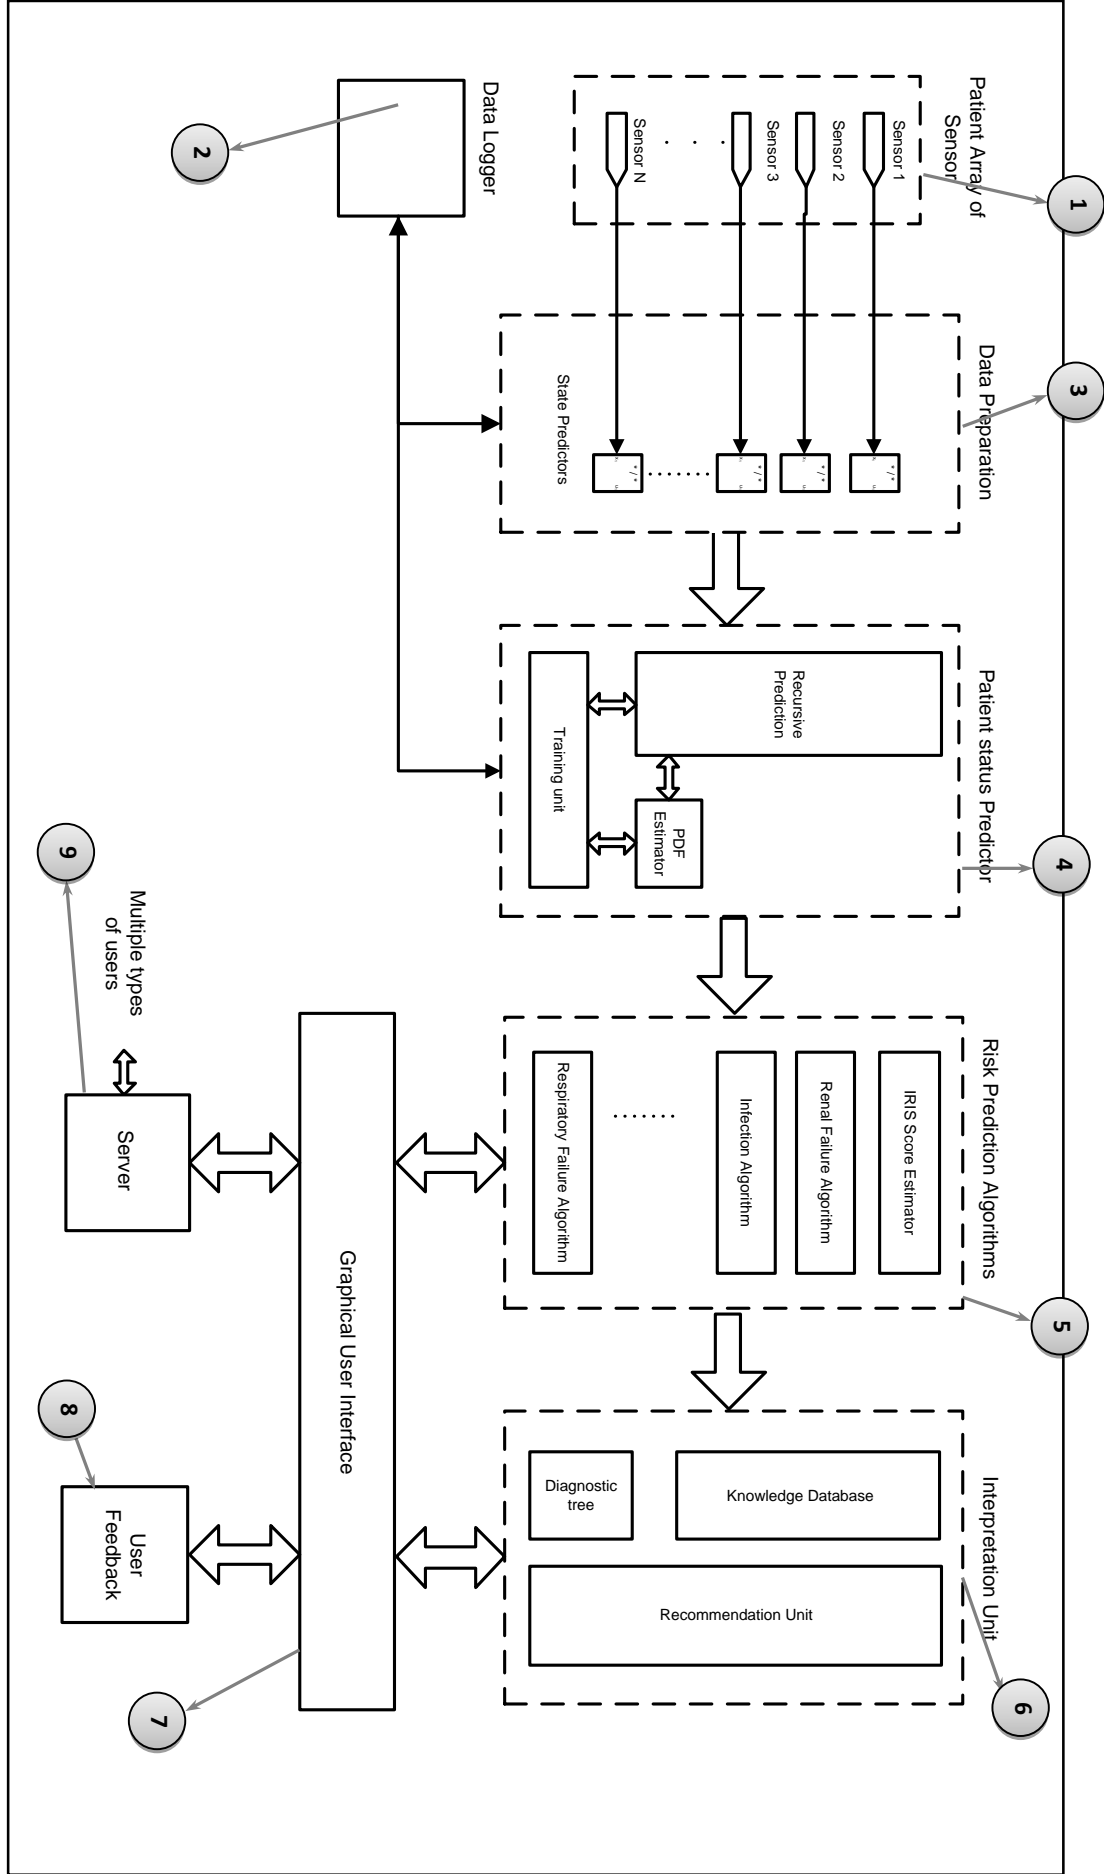 Patient Array of
Sensor
Sensor 1
Sensor 2
Sensor 3
. . .
Sensor N
1
Data Logger
2
Data Preparation
State Predictors
.......
3
Patient status Predictor
Recursive
Prediction
PDF
Estimator
Training unit
4
Risk Prediction Algorithms
IRIS Score Estimator
Renal Failure Algorithm
Infection Algorithm
.......
Respiratory Failure Algorithm
5
Interpretation Unit
Knowledge Database
Diagnostic
tree
Recommendation Unit
6
Graphical User Interface
7
User
Feedback
8
Server
Multiple types
of users
9